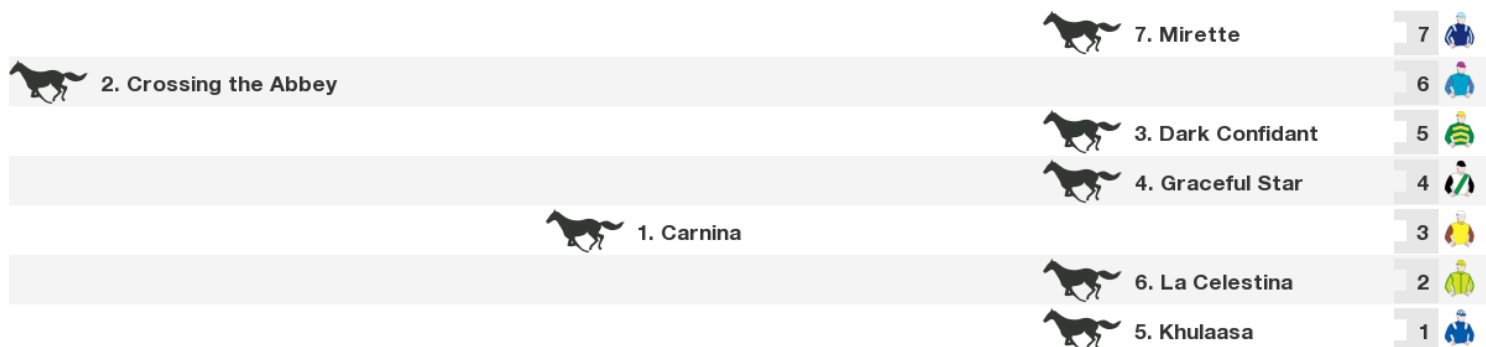 7. Mirette 7
2. Crossing the Abbey 6
3. Dark Confidant 5
4. Graceful Star 4
1. Carnina 3
6. La Celestina 2
5. Khulaasa 1